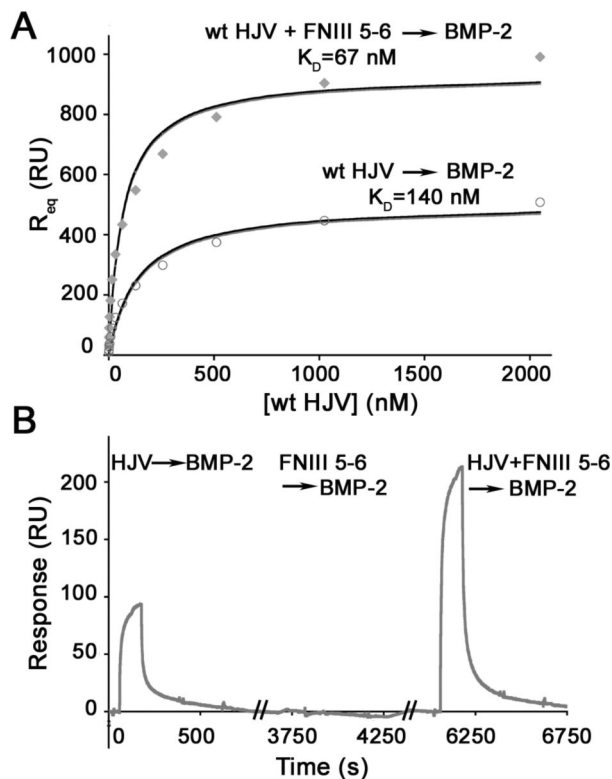 A
wt HJV + FNIII 5-6 → BMP-2
K_D=67 nM
wt HJV → BMP-2
K_D=140 nM
R_eq (RU)
1000
800
600
400
200
0
0 500 1000 1500 2000
[wt HJV] (nM)
B
HJV→BMP-2 FNIII 5-6 HJV+FNIII 5-6
→BMP-2 →BMP-2
Response (RU)
200
150
100
50
0
0 500 3750 4250 6250 6750
Time (s)